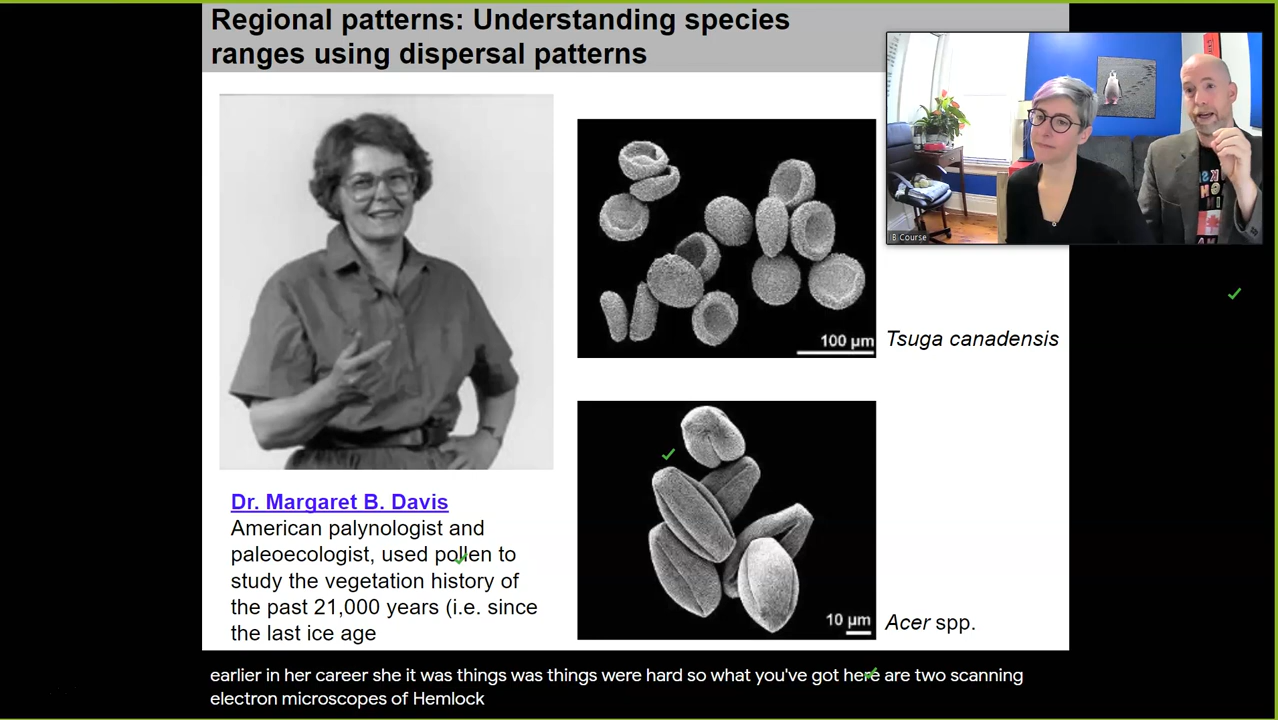 Regional patterns: Understanding species
ranges using dispersal patterns
IB Course
100 µm
Tsuga canadensis
10 µm
Acer spp.
Dr. Margaret B. Davis
American palynologist and
paleoecologist, used pollen to
study the vegetation history of
the past 21,000 years (i.e. since
the last ice age
earlier in her career she it was things was things were hard so what you've got here are two scanning
electron microscopes of Hemlock